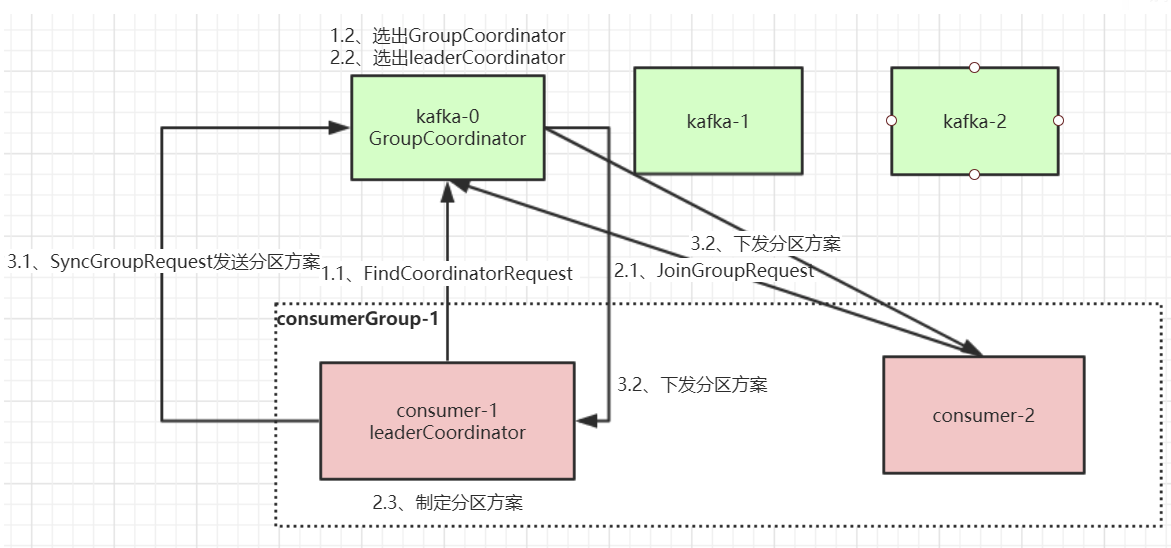 1.2、选出GroupCoordinator
2.2、选出leaderCoordinator
kafka-0
GroupCoordinator
kafka-1
kafka-2
3.2、下发分区方案
3.1、SyncGroupRequest发送分区方案
1.1、FindCoordinatorRequest
2.1、JoinGroupRequest
consumerGroup-1
3.2、下发分区方案
consumer-1
leaderCoordinator
consumer-2
2.3、制定分区方案